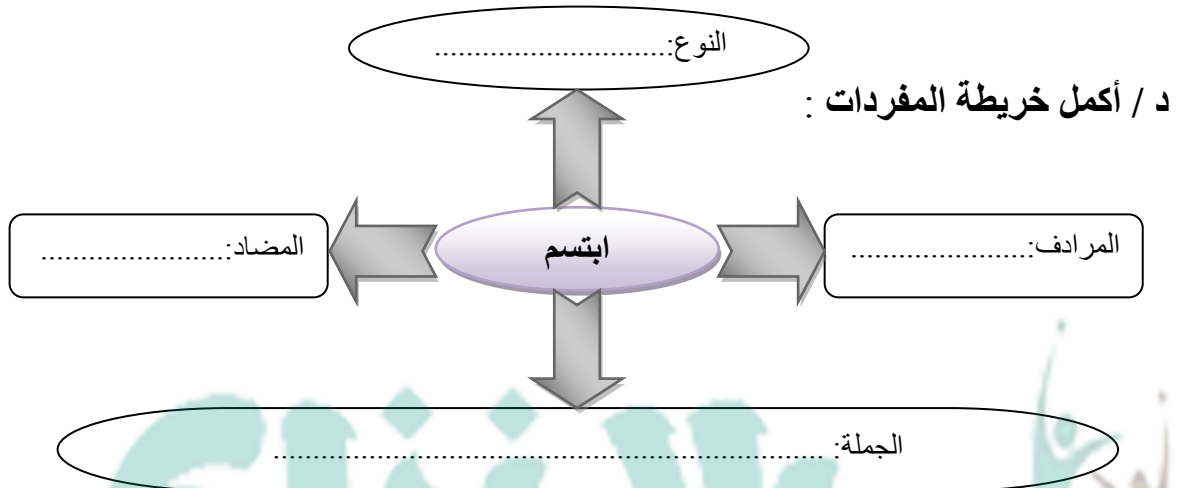 النوع:............................
د / أكمل خريطة المفردات :
المرادف:......................
ابتسم
المضاد:.......................
الجملة: ....................................................................